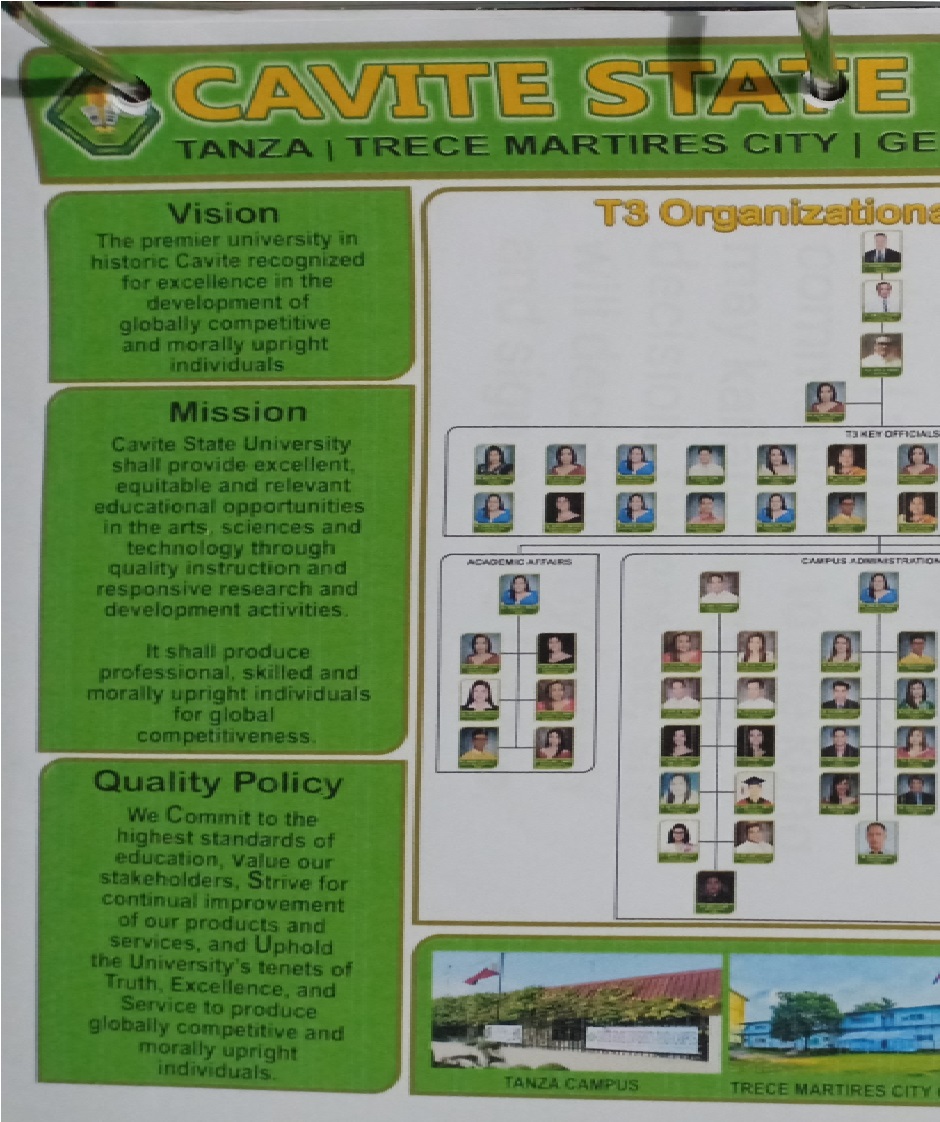 CAVITE STATE
TANZA | TRECE MARTIRES CITY | GE
Vision
The premier university in
historic Cavite recognized
for excellence in the
development of
globally competitive
and morally upright
individuals
Mission
Cavite State University
shall provide excellent,
equitable and relevant
educational opportunities
in the arts, sciences and
technology through
quality instruction and
responsive research and
development activities.
It shall produce
professional, skilled and
morally upright individuals
for global
competitiveness.
Quality Policy
We Commit to the
highest standards of
education, Value our
stakeholders, Strive for
continual improvement
of our products and
services, and Uphold
the University's tenets of
Truth, Excellence, and
Service to produce
globally competitive and
morally upright
individuals.
T3 Organizationa
T3 KEY OFFICIALS
ACADEMIC AFFAIRS
CAMPUS ADMINISTRATION
TANZA CAMPUS
TRECE MARTIRES CITY